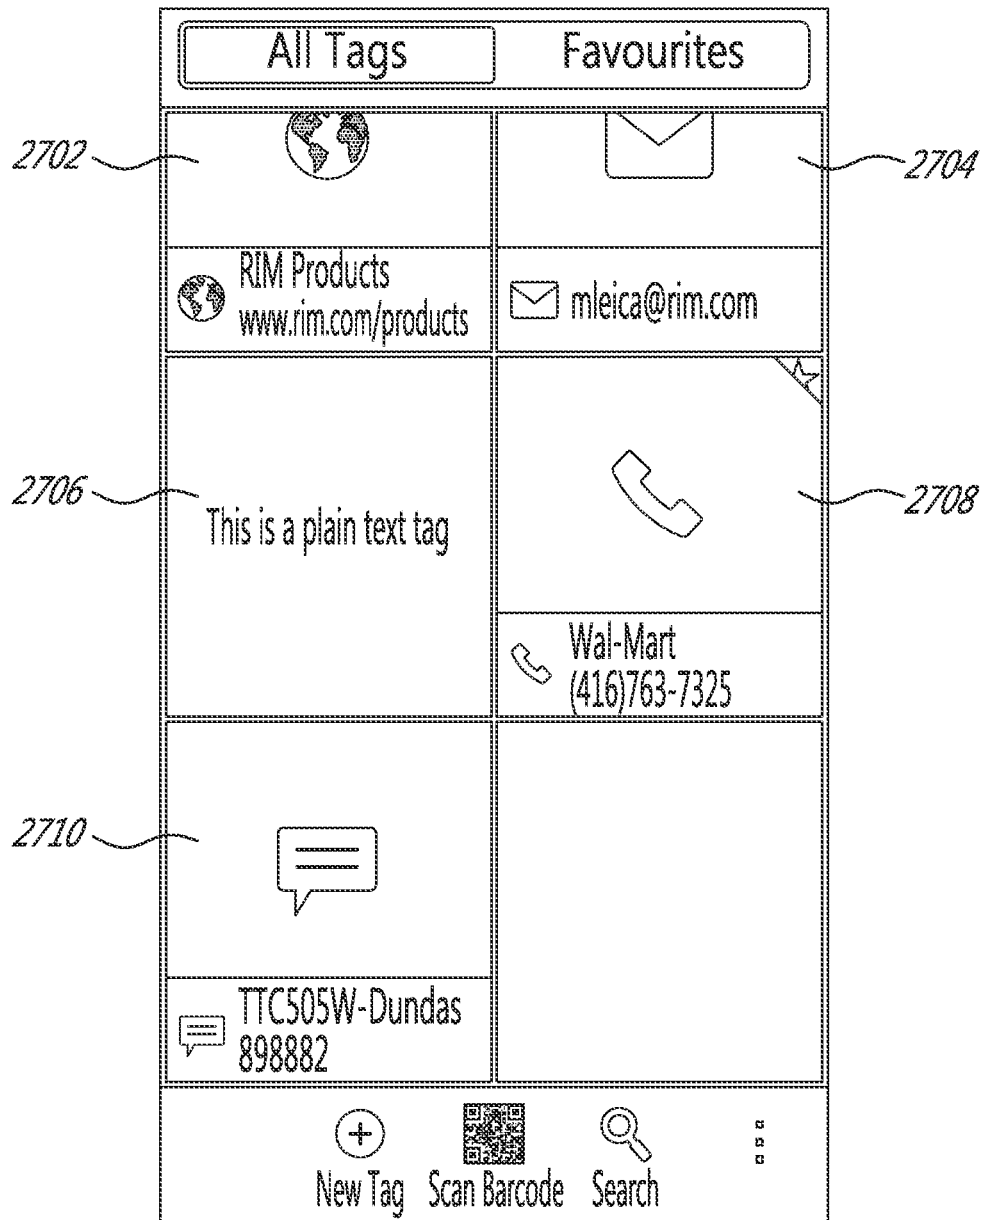 All Tags Favourites
2702
2704
RIM Products
www.rim.com/products
mleica@rim.com
2706
This is a plain text tag
2708
Wal-Mart
(416)763-7325
2710
TTC505W-Dundas
898882
New Tag Scan Barcode Search